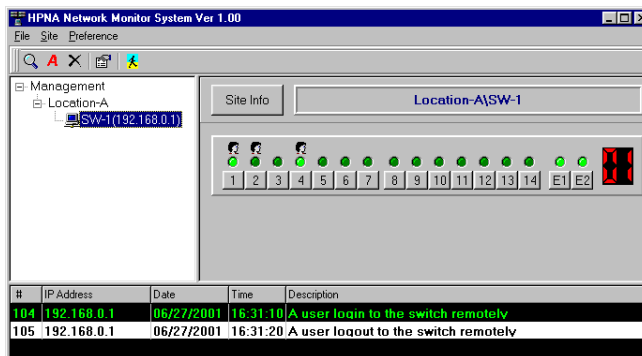 HPNA Network Monitor System Ver 1.00
File Site Preference
A
Management
Location-A
SW-1(192.168.0.1)
Site Info
Location-A\SW-1
1 2 3 4 5 6 7 8 9 10 11 12 13 14 E1 E2
01
# IP Address Date Time Description
104 192.168.0.1 06/27/2001 16:31:10 A user login to the switch remotely
105 192.168.0.1 06/27/2001 16:31:20 A user logout to the switch remotely